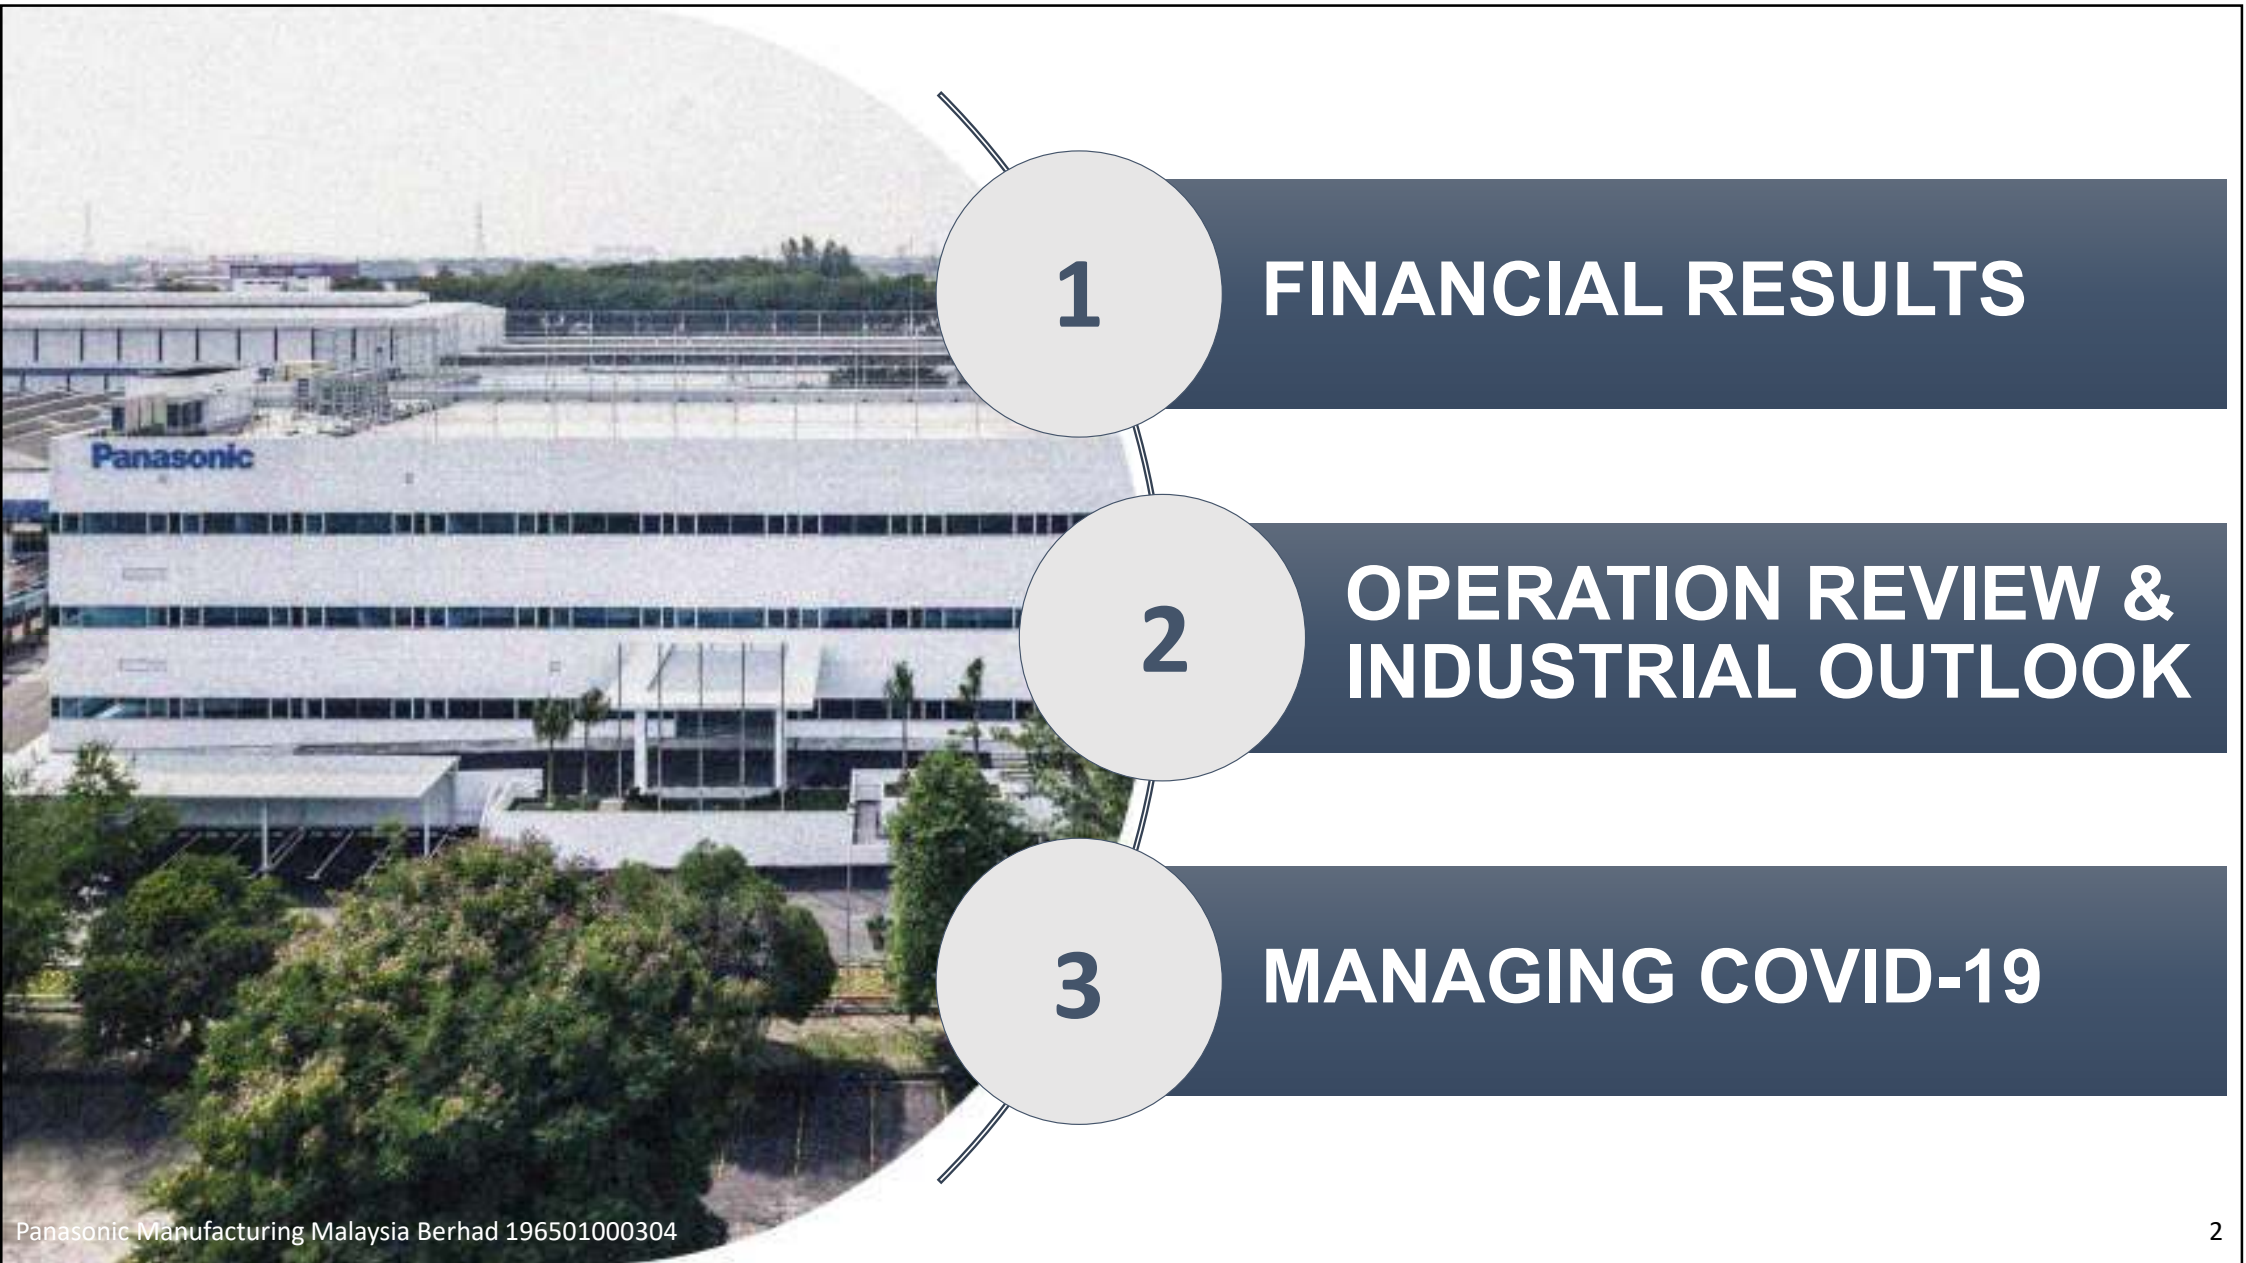 Panasonic
1
FINANCIAL RESULTS
2
OPERATION REVIEW &
INDUSTRIAL OUTLOOK
3
MANAGING COVID-19
Panasonic Manufacturing Malaysia Berhad 196501000304
2